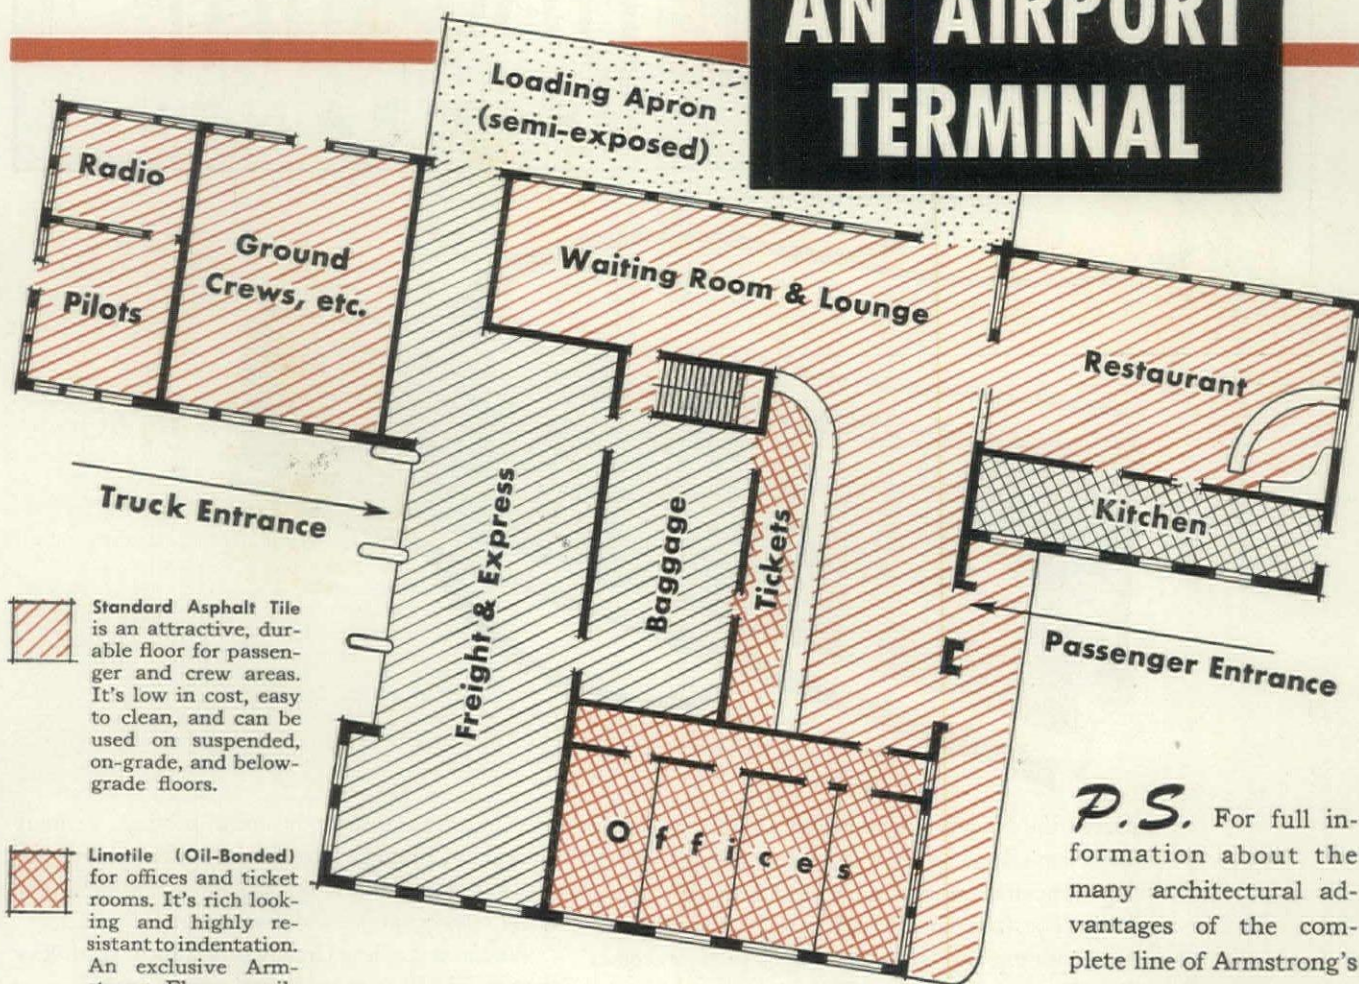 AN AIRPORT
TERMINAL
Loading Apron
(semi-exposed)
Radio
Ground
Crews, etc.
Pilots
Waiting Room & Lounge
Restaurant
Kitchen
Truck Entrance
Freight & Express
Baggage
Tickets
Passenger Entrance
Offices
Standard Asphalt Tile
is an attractive, dur-
able floor for passen-
ger and crew areas.
It's low in cost, easy
to clean, and can be
used on suspended,
on-grade, and below-
grade floors.
Linotile (Oil-Bonded)
for offices and ticket
rooms. It's rich look-
ing and highly re-
sistant to indentation.
An exclusive Arm-
P.S. For full in-
formation about the
many architectural ad-
vantages of the com-
plete line of Armstrong's